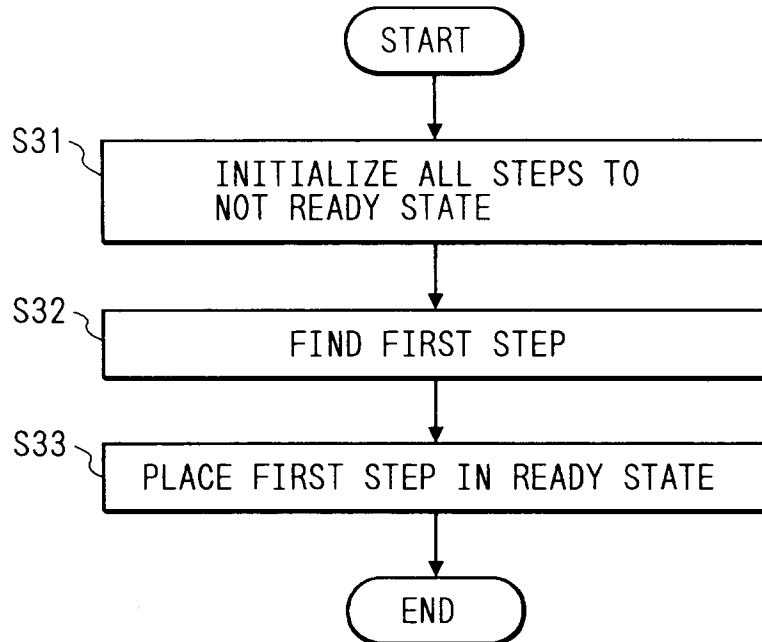 START
S31
INITIALIZE ALL STEPS TO
NOT READY STATE
S32
FIND FIRST STEP
S33
PLACE FIRST STEP IN READY STATE
END